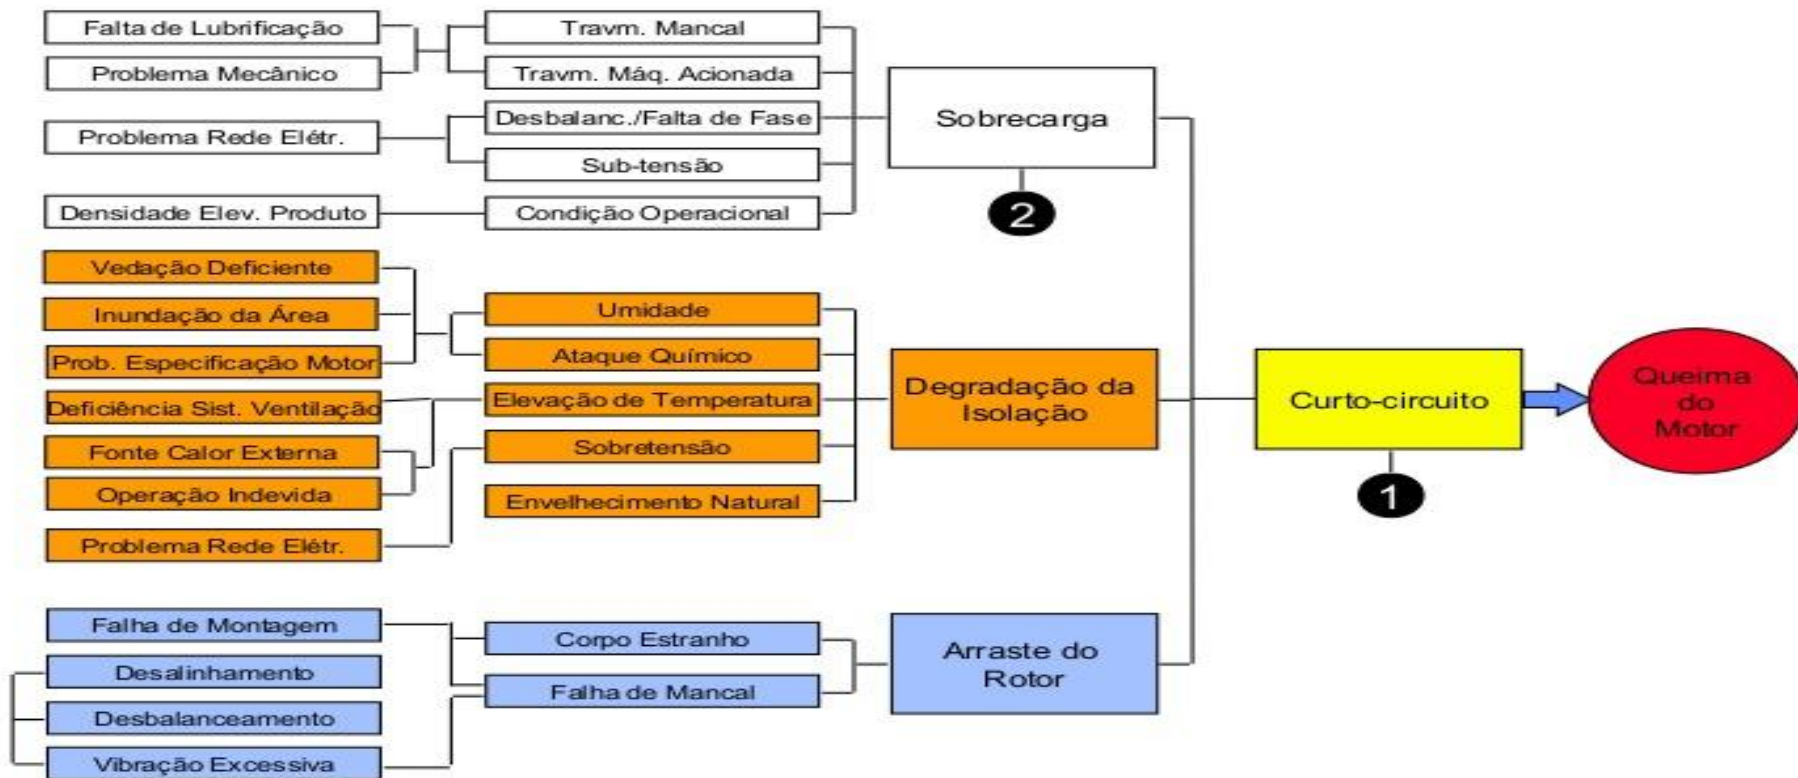 Falta de Lubrificação
Travm. Mancal
Problema Mecânico
Travm. Máq. Acionada
Problema Rede Elétr.
Desbalanc./Falta de Fase
Sub-tensão
Densidade Elev. Produto
Condição Operacional
Sobrecarga
2
Vedação Deficiente
Inundação da Área
Prob. Especificação Motor
Deficiência Sist. Ventilação
Fonte Calor Externa
Operação Indevida
Problema Rede Elétr.
Umidade
Ataque Químico
Elevação de Temperatura
Sobretensão
Envelhecimento Natural
Degradação da
Isolação
Curto-circuito
1
Queima
do
Motor
Falha de Montagem
Desalinhamento
Desbalanceamento
Vibração Excessiva
Corpo Estranho
Falha de Mancal
Arraste do
Rotor